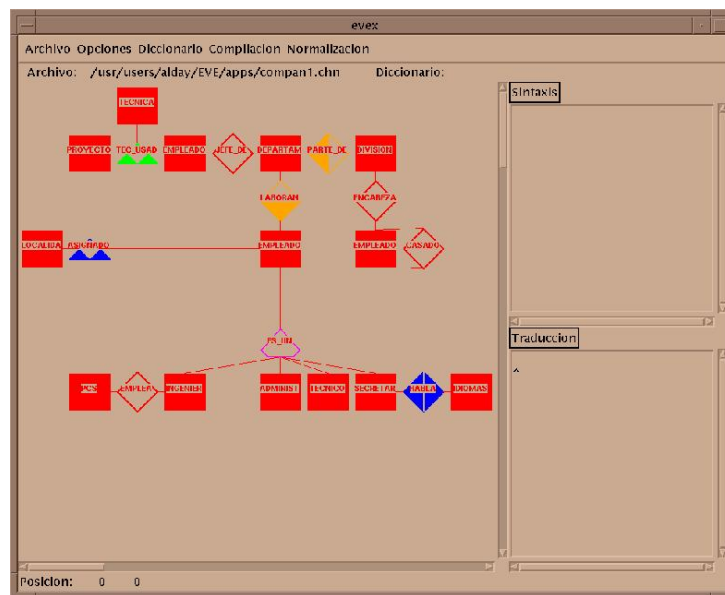 evex
Archivo Opciones Diccionario Compilacion Normalizacion
Archivo: /usr/users/alday/EVE/apps/compan1.chn Diccionario:
Sintaxis
TECNICA
PROYECTO TEC_USAD EMPLEADO JEFE_DE DEPARTAM PARTE_DE DIVISION
LABORAN ENCABEZA
LOCALIDA ASIGNADO EMPLEADO EMPLEADO CASADO
ES_UN
Traduccion
^
PCS EMPLEA INGENIER ADMINIST TECNICO SECRETAR HABLA IDIOMAS
Posicion: 0 0